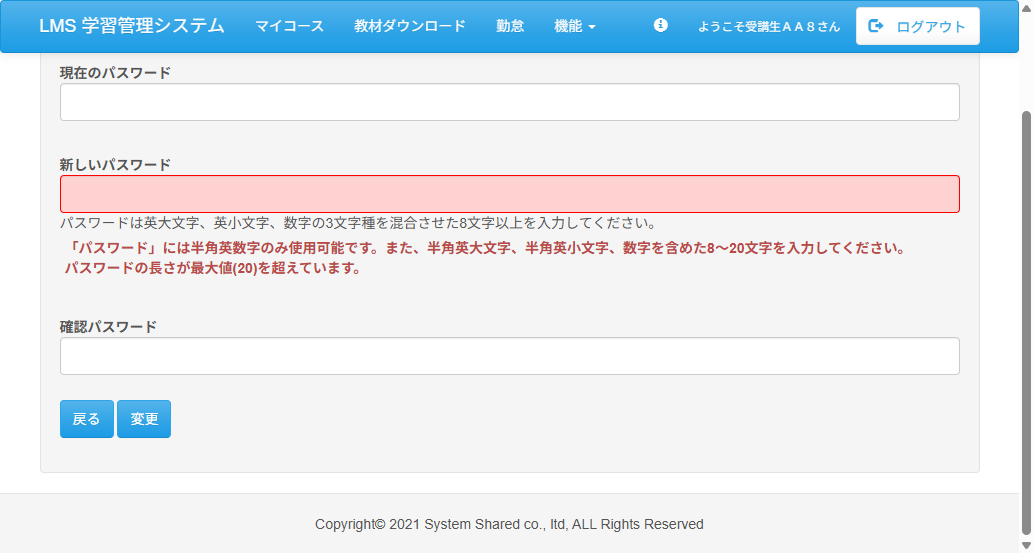 LMS 学習管理システム マイコース 教材ダウンロード 勤怠 機能 ようこそ受講生ＡＡ８さん ログアウト
現在のパスワード
新しいパスワード
パスワードは英大文字、英小文字、数字の3文字種を混合させた8文字以上を入力してください。
「パスワード」には半角英数字のみ使用可能です。また、半角英大文字、半角英小文字、数字を含めた8〜20文字を入力してください。
パスワードの長さが最大値(20)を超えています。
確認パスワード
戻る 変更
Copyright© 2021 System Shared co., ltd, ALL Rights Reserved